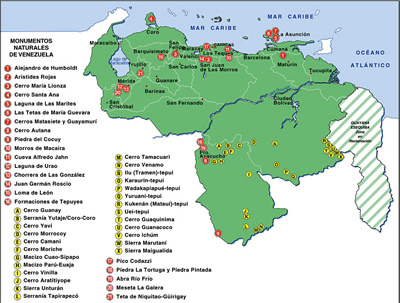 MONUMENTOS
NATURALES
DE VENEZUELA
1 Alejandro de Humboldt
2 Arístides Rojas
3 Cerro María Lionza
4 Cerro Santa Ana
5 Laguna de Las Marites
6 Las Tetas de María Guevara
7 Cerros Matasiete y Guayamurí
8 Cerro Autana
9 Piedra del Cocuy
10 Morros de Macaira
11 Cueva Alfredo Jahn
12 Laguna de Urao
13 Chorrera de Las González
14 Juan Germán Roscio
15 Loma de León
16 Formaciones de Tepuyes
A Cerro Guanay
B Serranía Yutaje/Coro-Coro
C Cerro Yaví
D Cerro Morrocoy
E Cerro Camani
F Cerro Moriche
G Macizo Cuao-Sipapo
H Macizo Parú-Euaja
I Cerro Vinilla
J Cerro Aratitiyope
K Sierra Unturán
L Serranía Tapirapecó
M Cerro Tamacuari
N Cerro Venamo
Ñ Ilu (Tramen)-tepui
O Karaurin-tepui
P Wadakapiapué-tepui
Q Yuruaní-tepui
R Kukenán (Matauí)-tepui
S Uei-tepui
T Cerro Guaquinima
U Cerro Guanacoco
V Cerro Ichúm
W Sierra Marutaní
X Sierra Maigualida
17 Pico Codazzi
18 Piedra La Tortuga y Piedra Pintada
19 Abra Río Frío
20 Meseta La Galera
21 Teta de Niquitao-Güirigay
MAR CARIBE
MAR CARIBE
OCÉANO
ATLÁNTICO
Maracaibo
Coro
San
Felipe
Barquisimeto
Caracas
Los Teques
San Juan
de Los Morros
La Asunción
Cumaná
Barcelona
Maturín
Tucupita
Trujillo
Guanare
Mérida
Barinas
San
Cristóbal
San Fernando
Ciudad
Bolívar
Pto.
Ayacucho
GUAYANA
ESEQUIBA
Zona
en
Reclamación